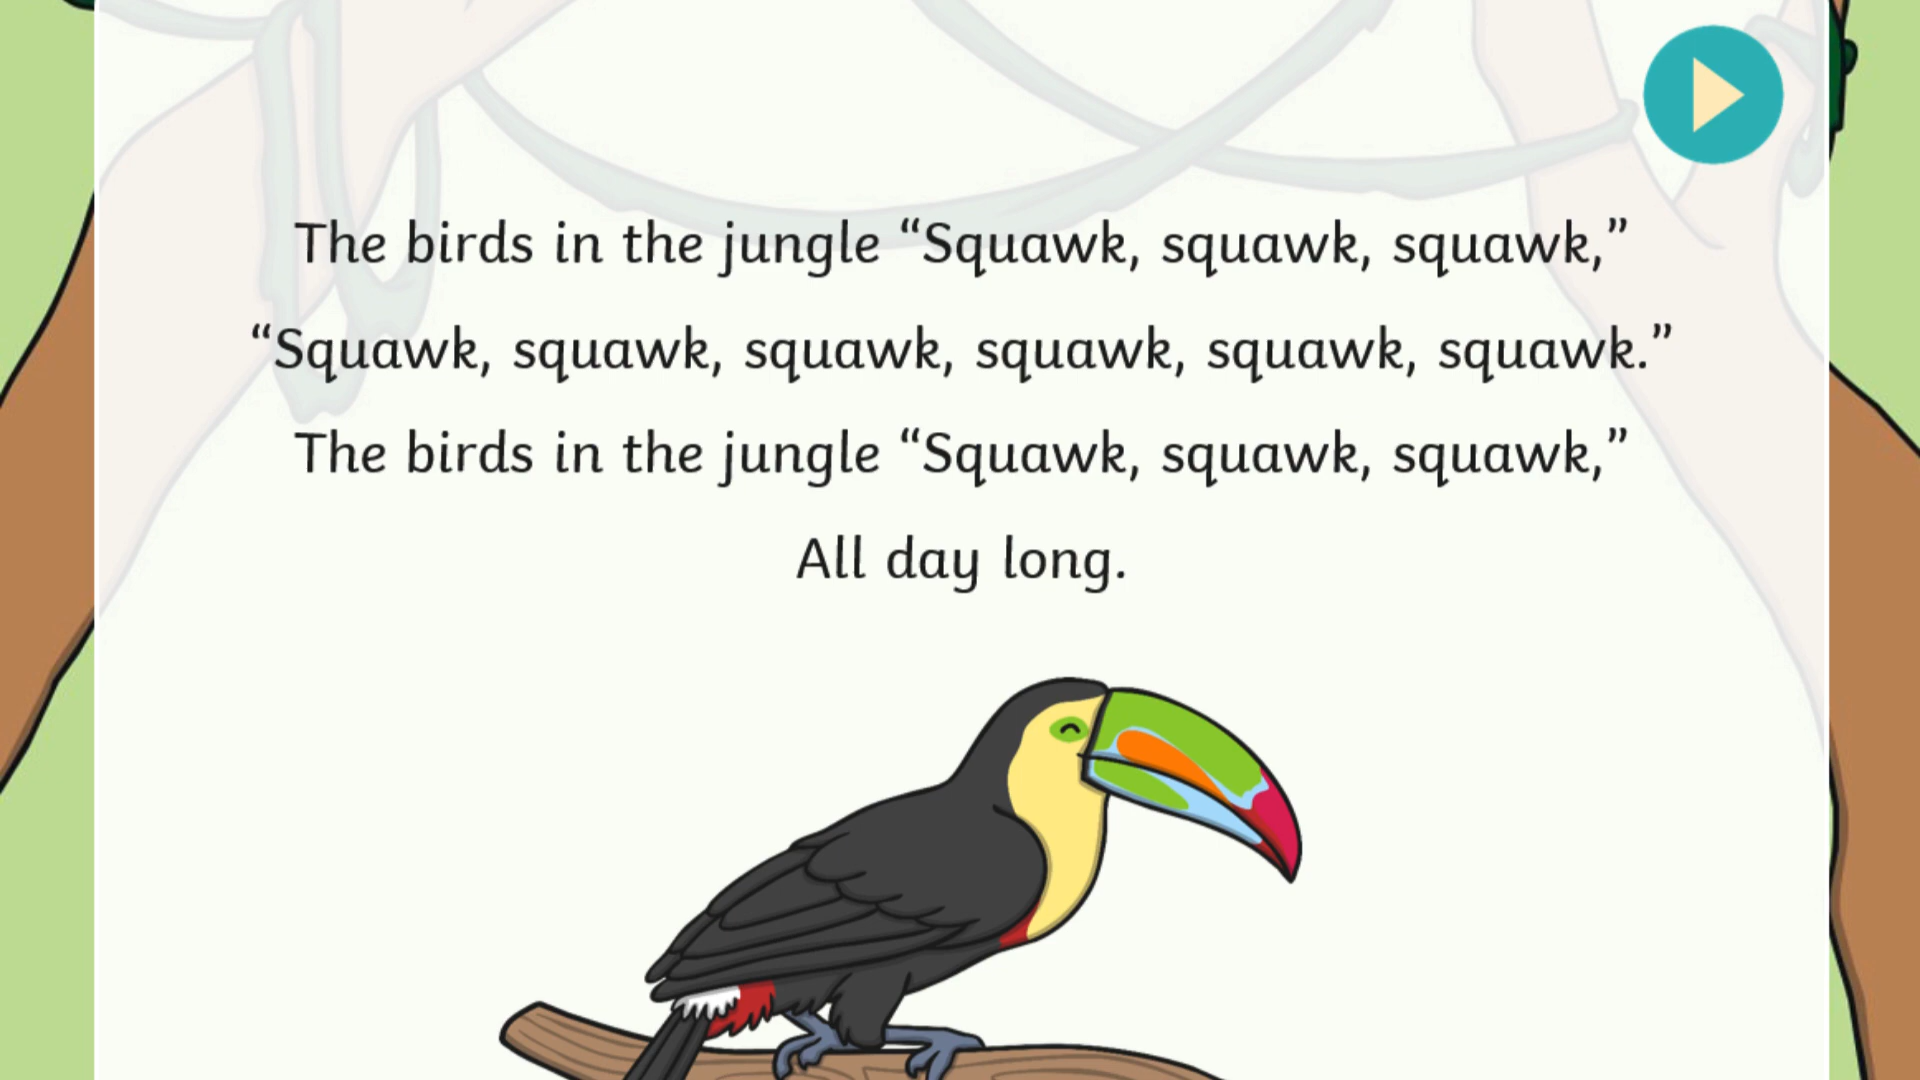 The birds in the jungle “Squawk, squawk, squawk,”
“Squawk, squawk, squawk, squawk, squawk, squawk.”
The birds in the jungle “Squawk, squawk, squawk,”
All day long.